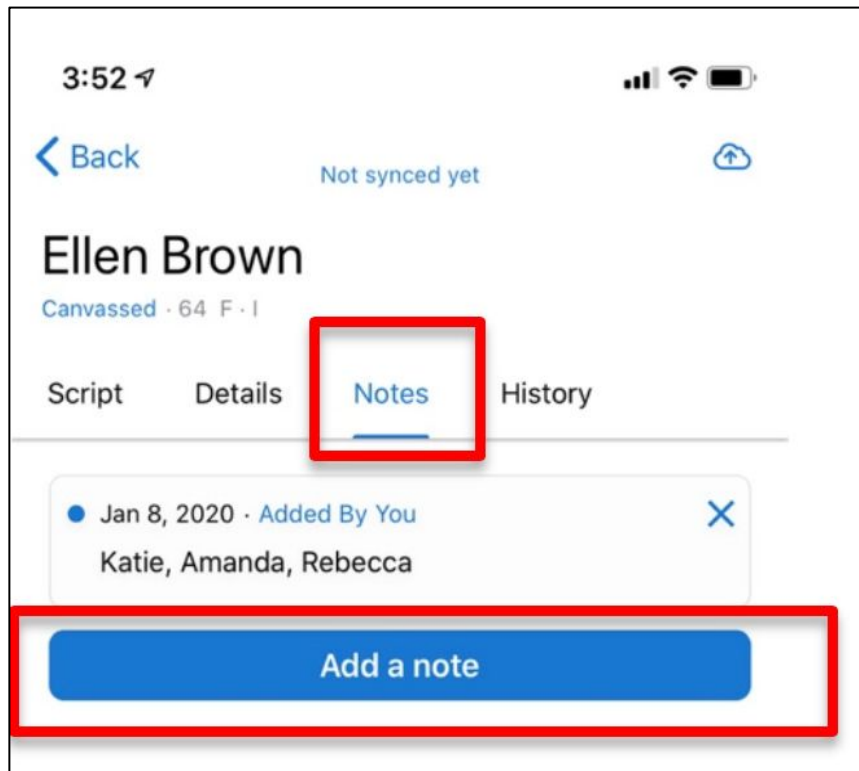 3:52
Back
Not synced yet
Ellen Brown
Canvassed · 64 F · I
Script Details Notes History
Jan 8, 2020 · Added By You
Katie, Amanda, Rebecca
Add a note